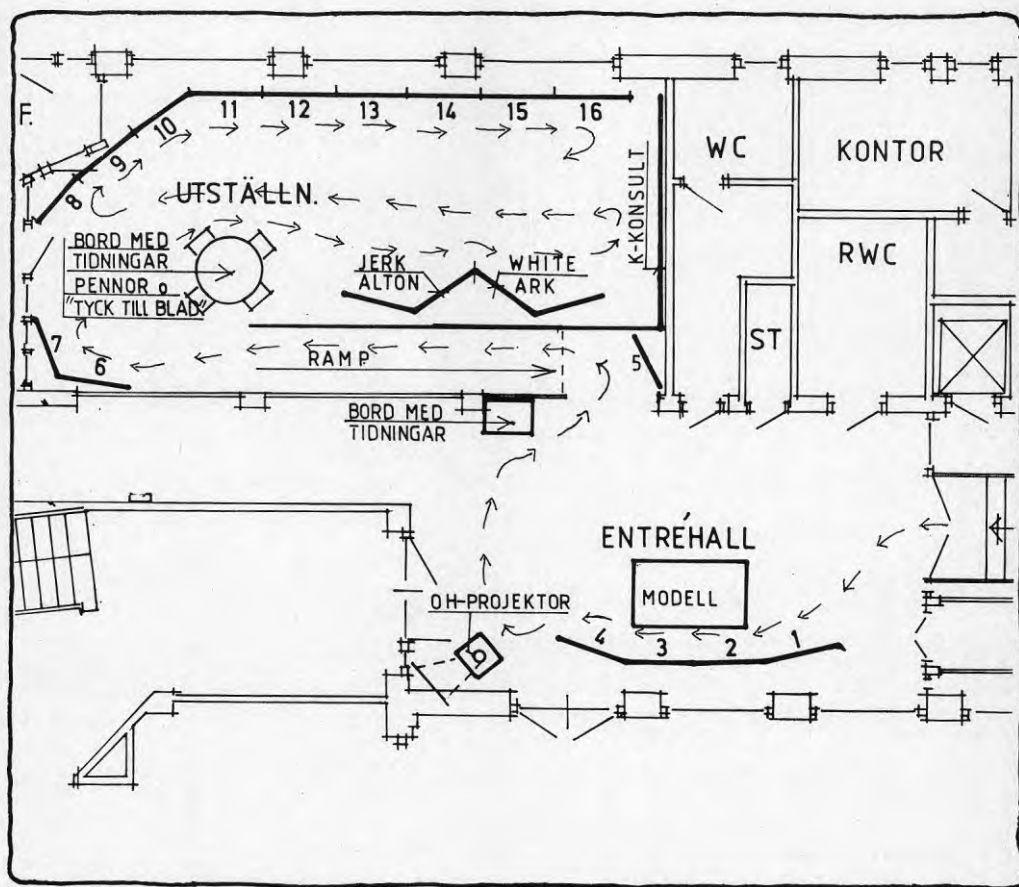 F.
11
12
13
14
15
16
10
9
8
UTSTÄLLN.
WC
KONTOR
K-KONSULT
RWC
BORD MED
TIDNINGAR
PENNOR o
"TYCK TILL BLAD"
JERK
ALTON
WHITE
ARK
ST
7
6
RAMP
5
BORD MED
TIDNINGAR
ENTRÉHALL
MODELL
OH-PROJEKTOR
4
3
2
1